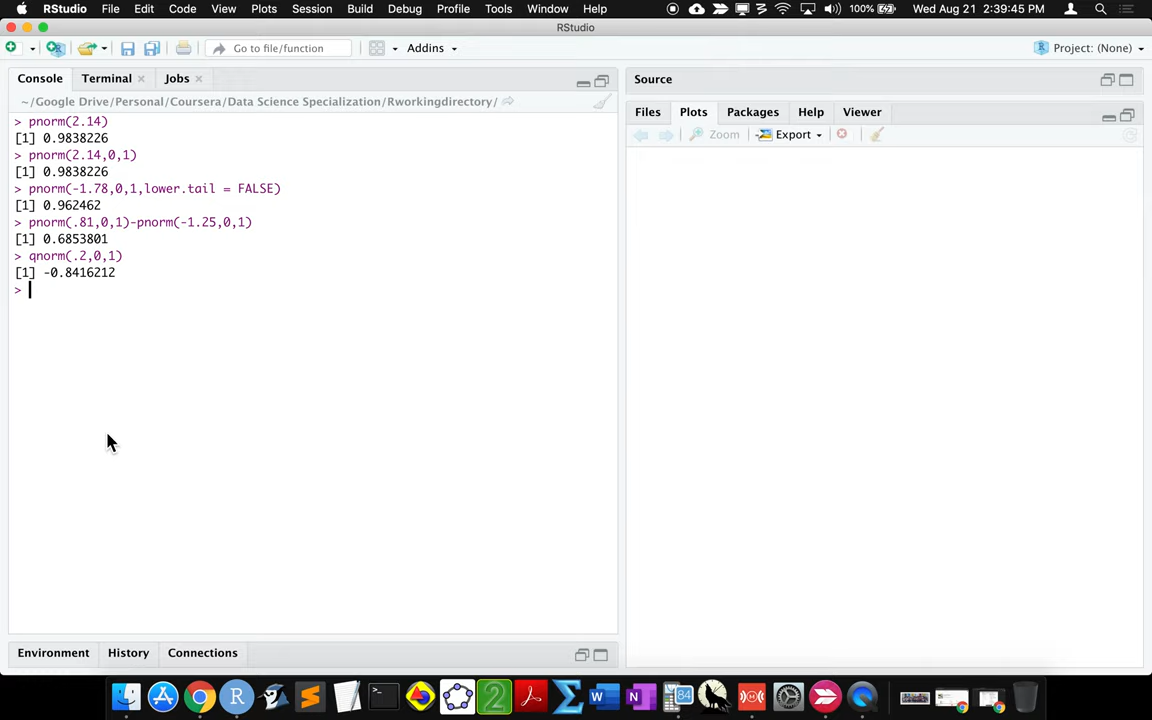 RStudio File Edit Code View Plots Session Build Debug Profile Tools Window Help 100% Wed Aug 21 2:39:45 PM
RStudio
Go to file/function Addins Project: (None)
Console Terminal Jobs
~/Google Drive/Personal/Coursera/Data Science Specialization/Rworkingdirectory/
> pnorm(2.14)
[1] 0.9838226
> pnorm(2.14,0,1)
[1] 0.9838226
> pnorm(-1.78,0,1,lower.tail = FALSE)
[1] 0.962462
> pnorm(.81,0,1)-pnorm(-1.25,0,1)
[1] 0.6853801
> qnorm(.2,0,1)
[1] -0.8416212
>
Source
Files Plots Packages Help Viewer
Zoom Export
Environment History Connections
R 2 W N 84